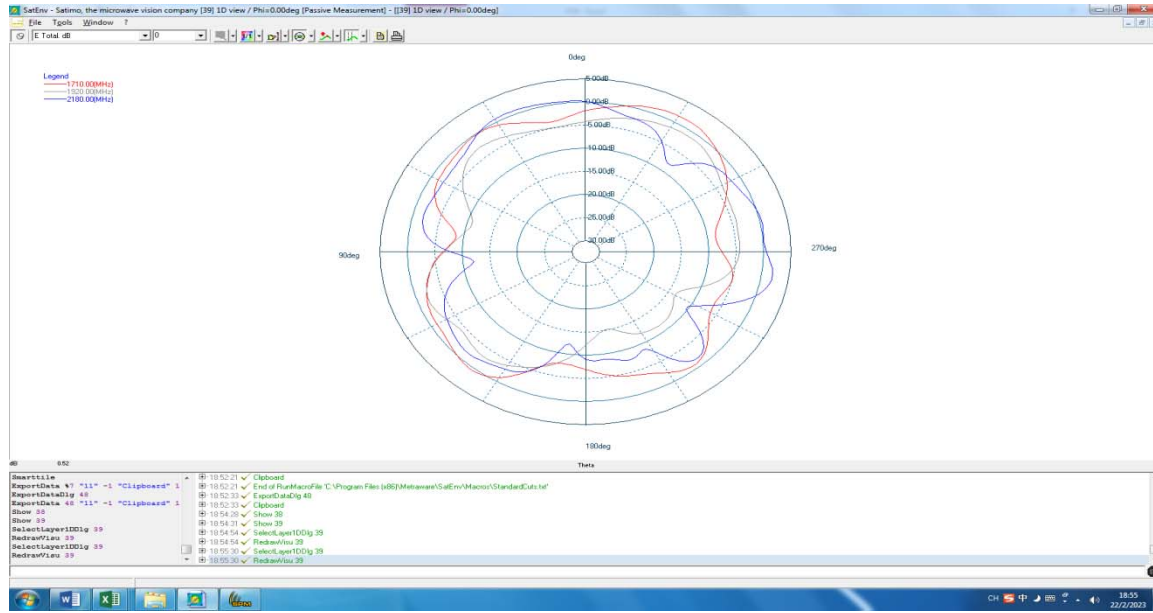 SatEnv - Satimo, the microwave vision company [39] 1D view / Phi=0.00deg [Passive Measurement] - [[39] 1D view / Phi=0.00deg]
File Tools Window ?
E Total dB 0
0deg
Legend
1710.00(MHz)
1920.00(MHz)
2180.00(MHz)
5.00dB
0.00dB
-5.00dB
-10.00dB
-15.00dB
-20.00dB
-25.00dB
-30.00dB
90deg
270deg
180deg
dB 0.52 Theta
Smarttile
ExportData %7 "11" -1 "Clipboard" 1
ExportDataDlg 48
ExportData 48 "11" -1 "Clipboard" 1
Show 38
Show 39
SelectLayer1DDlg 39
RedrawVisu 39
SelectLayer1DDlg 39
RedrawVisu 39
18:52:21 Clipboard
18:52:21 End of RunMacroFile 'C:\Program Files (x86)\Metraware\SatEnv\Macros\StandardCuts.txt'
18:52:33 ExportDataDlg 48
18:52:33 Clipboard
18:54:28 Show 38
18:54:31 Show 39
18:54:54 SelectLayer1DDlg 39
18:54:54 RedrawVisu 39
18:55:30 SelectLayer1DDlg 39
18:55:30 RedrawVisu 39
CH 中
18:55
22/2/2023